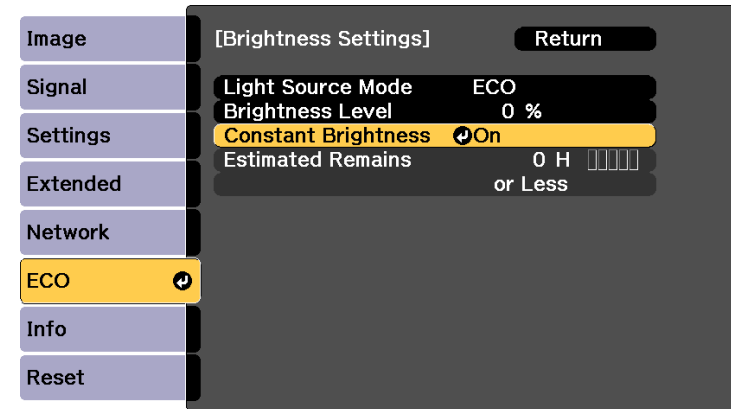 Image
Signal
Settings
Extended
Network
ECO
Info
Reset
[Brightness Settings] Return
Light Source Mode ECO
Brightness Level 0 %
Constant Brightness On
Estimated Remains 0 H
or Less